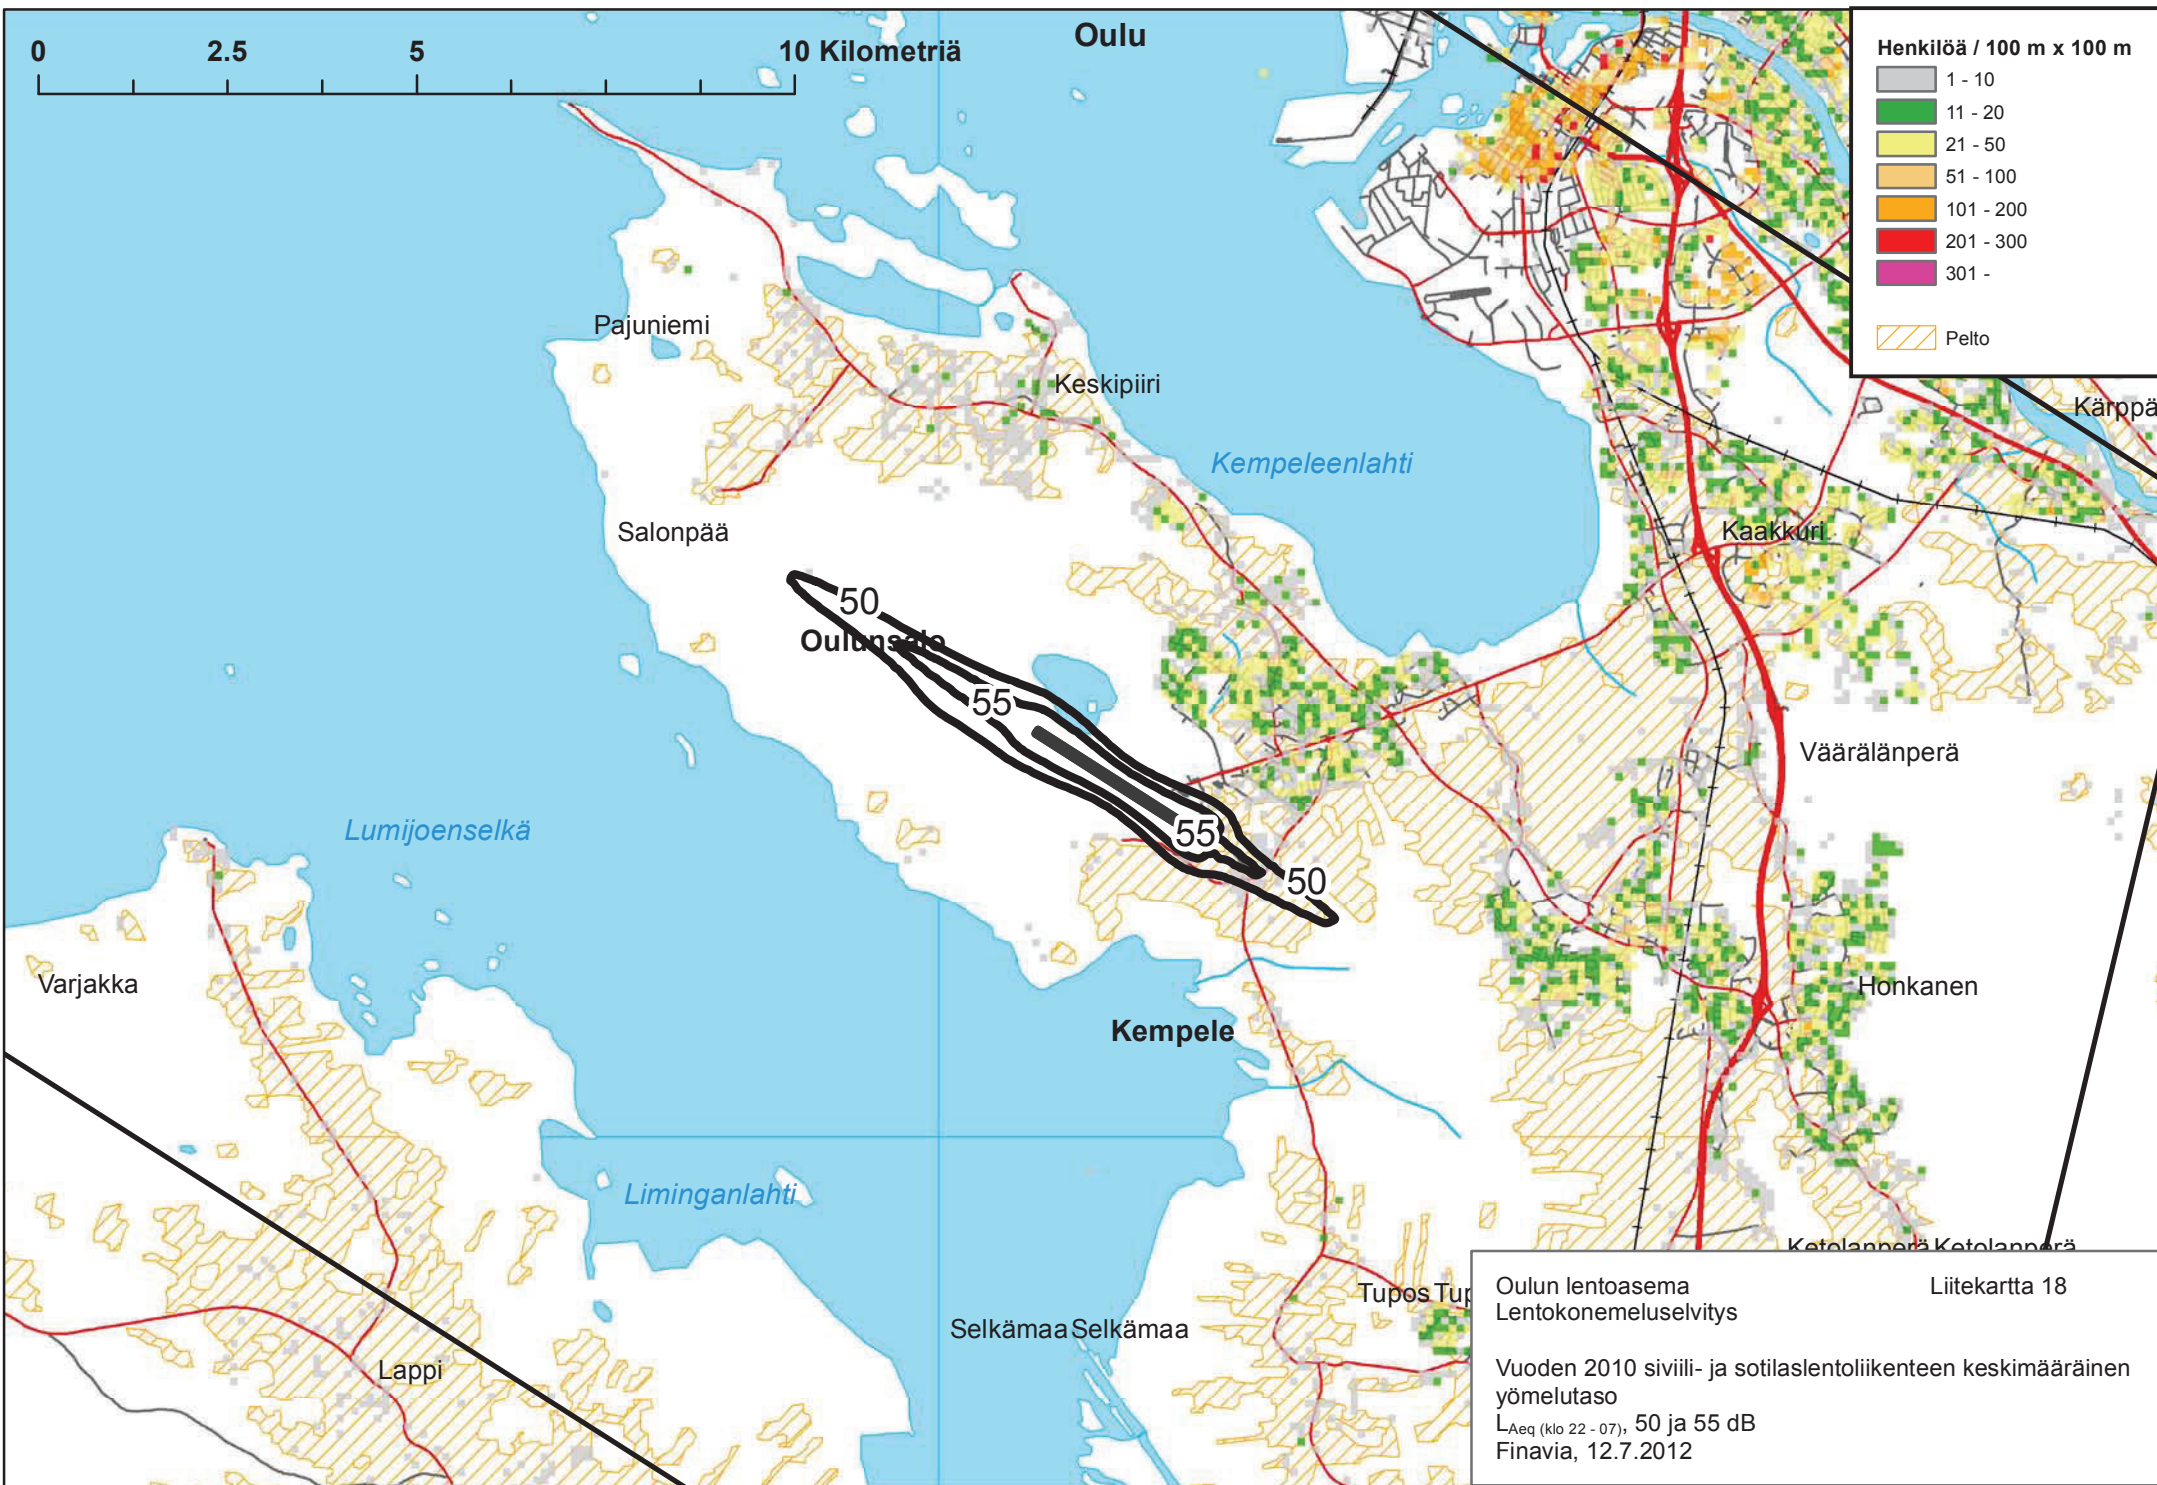 0 2.5 5 10 Kilometriä
Oulu
Henkilöä / 100 m x 100 m
1 - 10
11 - 20
21 - 50
51 - 100
101 - 200
201 - 300
301 -
Pelto
Pajuniemi
Keskipiiri
Kärppä
Kempeleenlahti
Salonpää
Kaakkuri
50
Oulunsalo
55
Väärälänperä
Lumijoenselkä
55
50
Varjakka
Honkanen
Kempele
Liminganlahti
Ketolanperä Ketolanperä
Tupos Tup
Selkämaa Selkämaa
Lappi
Oulun lentoasema Liitekartta 18
Lentokonemeluselvitys
Vuoden 2010 siviili- ja sotilaslentoliikenteen keskimääräinen
yömelutaso
LAeq (klo 22 - 07), 50 ja 55 dB
Finavia, 12.7.2012